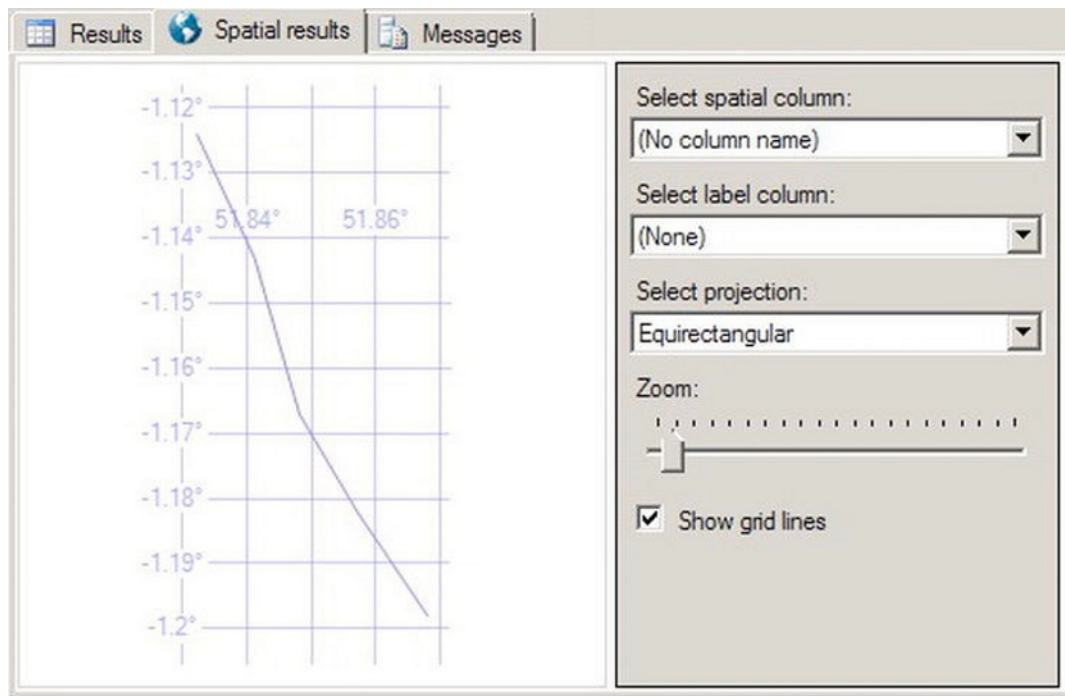 Results Spatial results Messages
-1.12°
-1.13°
51.84° 51.86°
-1.14°
-1.15°
-1.16°
-1.17°
-1.18°
-1.19°
-1.2°
Select spatial column:
(No column name)
Select label column:
(None)
Select projection:
Equirectangular
Zoom:
Show grid lines